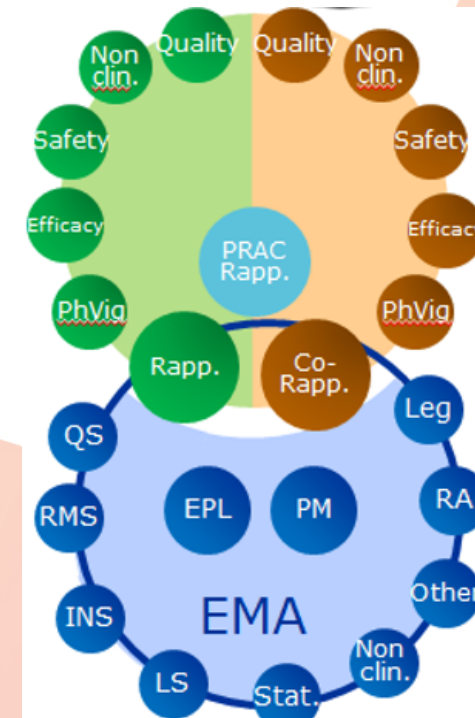 Quality
Quality
Non
clin.
Non
clin.
Safety
Safety
Efficacy
Efficacy
PRAC
Rapp.
PhVig
PhVig
Rapp.
Co-
Rapp.
Leg
QS
RA
RMS
EPL
PM
Other
INS
EMA
Non
clin.
LS
Stat.